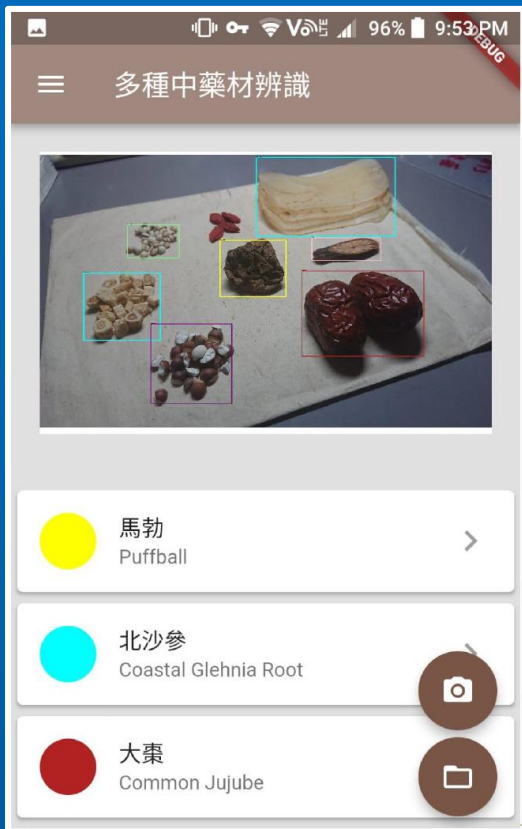 96% 9:53 PM
DEBUG
多種中藥材辨識
馬勃
Puffball
北沙參
Coastal Glehnia Root
大棗
Common Jujube